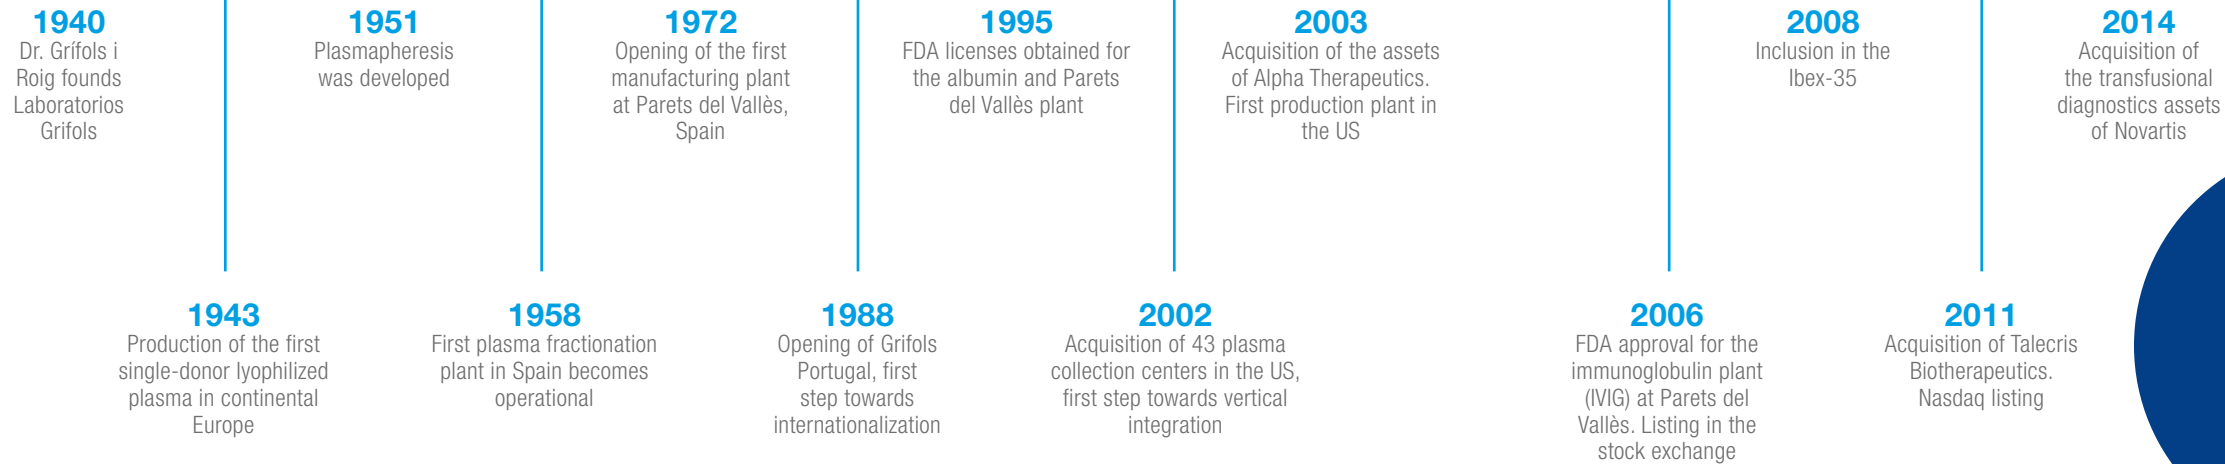 1940
Dr. Grífols i
Roig founds
Laboratorios
Grifols
1943
Production of the first
single-donor lyophilized
plasma in continental
Europe
1951
Plasmapheresis
was developed
1958
First plasma fractionation
plant in Spain becomes
operational
1972
Opening of the first
manufacturing plant
at Parets del Vallès,
Spain
1988
Opening of Grifols
Portugal, first
step towards
internationalization
1995
FDA licenses obtained for
the albumin and Parets
del Vallès plant
2002
Acquisition of 43 plasma
collection centers in the US,
first step towards vertical
integration
2003
Acquisition of the assets
of Alpha Therapeutics.
First production plant in
the US
2006
FDA approval for the
immunoglobulin plant
(IVIG) at Parets del
Vallès. Listing in the
stock exchange
2008
Inclusion in the
Ibex-35
2011
Acquisition of Talecris
Biotherapeutics.
Nasdaq listing
2014
Acquisition of
the transfusional
diagnostics assets
of Novartis